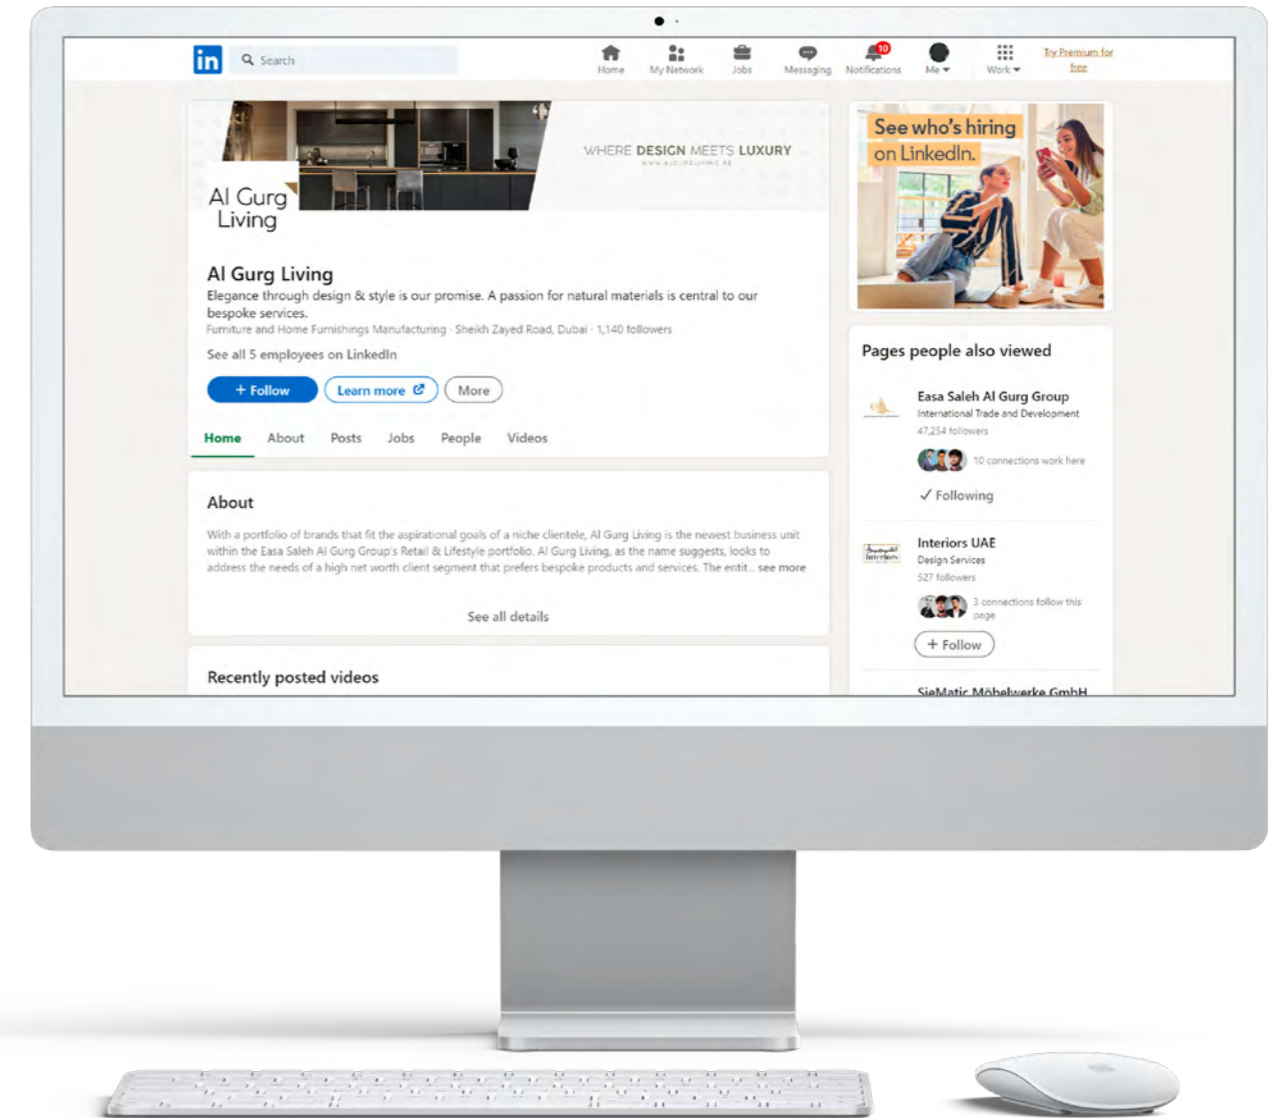 in
Search
Home
My Network
Jobs
Messaging
10
Notifications
Me
Work
Try Premium for
free
WHERE DESIGN MEETS LUXURY
WWW.ALGURGLIVING.AE
Al Gurg
Living
Al Gurg Living
Elegance through design & style is our promise. A passion for natural materials is central to our
bespoke services.
Furniture and Home Furnishings Manufacturing · Sheikh Zayed Road, Dubai · 1,140 followers
See all 5 employees on LinkedIn
+ Follow
Learn more
More
Home
About
Posts
Jobs
People
Videos
About
With a portfolio of brands that fit the aspirational goals of a niche clientele, Al Gurg Living is the newest business unit
within the Easa Saleh Al Gurg Group's Retail & Lifestyle portfolio. Al Gurg Living, as the name suggests, looks to
address the needs of a high net worth client segment that prefers bespoke products and services. The entit... see more
See all details
Recently posted videos
See who's hiring
on LinkedIn.
Pages people also viewed
Easa Saleh Al Gurg Group
International Trade and Development
47,254 followers
10 connections work here
✓ Following
Interiors
Interiors UAE
Design Services
527 followers
3 connections follow this
page
+ Follow
SieMatic Möbelwerke GmbH